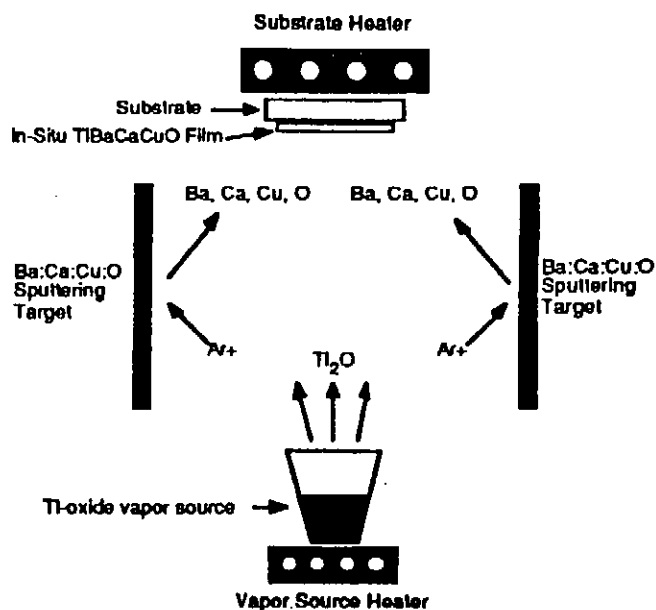 Substrate Heater
Substrate
In-Situ TlBaCaCuO Film
Ba, Ca, Cu, O
Ba, Ca, Cu, O
Ba:Ca:Cu:O
Sputtering
Target
Ba:Ca:Cu:O
Sputtering
Target
Ar+
Ar+
Tl₂O
Tl-oxide vapor source
Vapor Source Heater